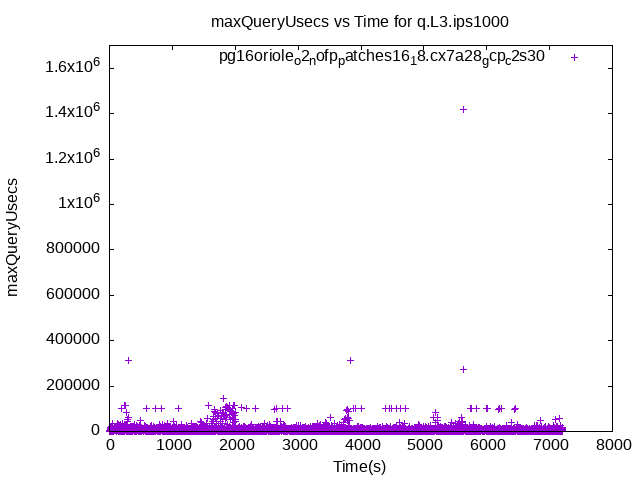 maxQueryUsecs vs Time for q.L3.ips1000
pg16oriole_o2_nofp_patches16_18.cx7a28_gcp_c2s30
1.6x10^6
1.4x10^6
1.2x10^6
1x10^6
800000
600000
400000
200000
0
maxQueryUsecs
0 1000 2000 3000 4000 5000 6000 7000 8000
Time(s)